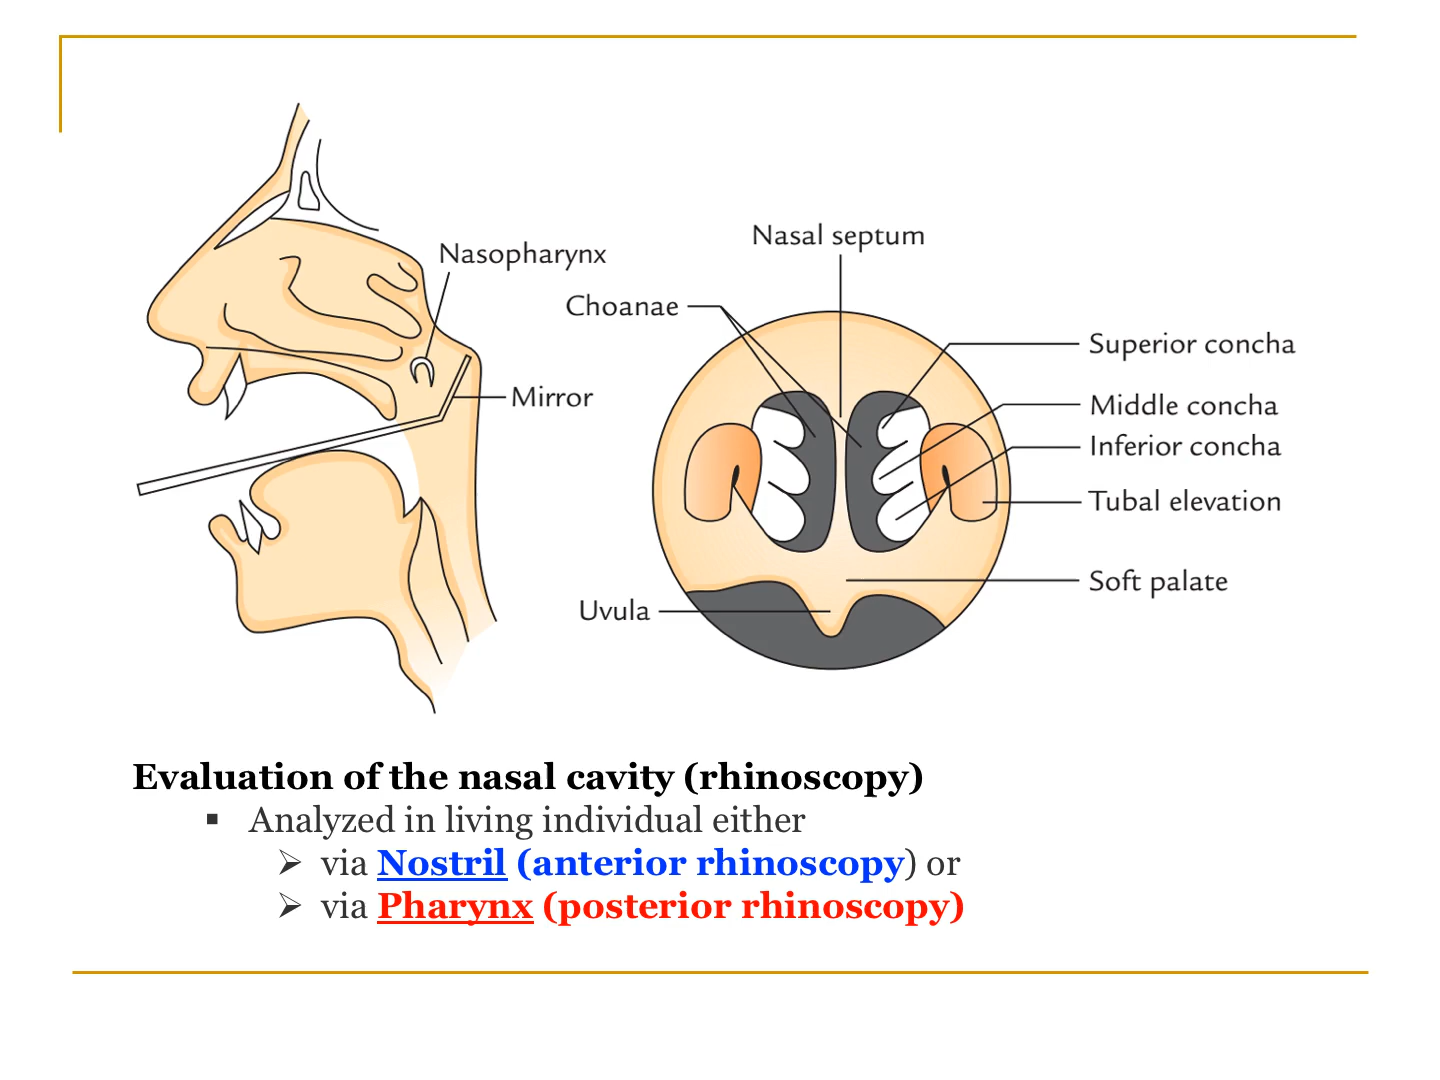 Nasopharynx
Mirror
Nasal septum
Choanae
Superior concha
Middle concha
Inferior concha
Tubal elevation
Soft palate
Uvula
Evaluation of the nasal cavity (rhinoscopy)
▪ Analyzed in living individual either
➢ via Nostril (anterior rhinoscopy) or
➢ via Pharynx (posterior rhinoscopy)